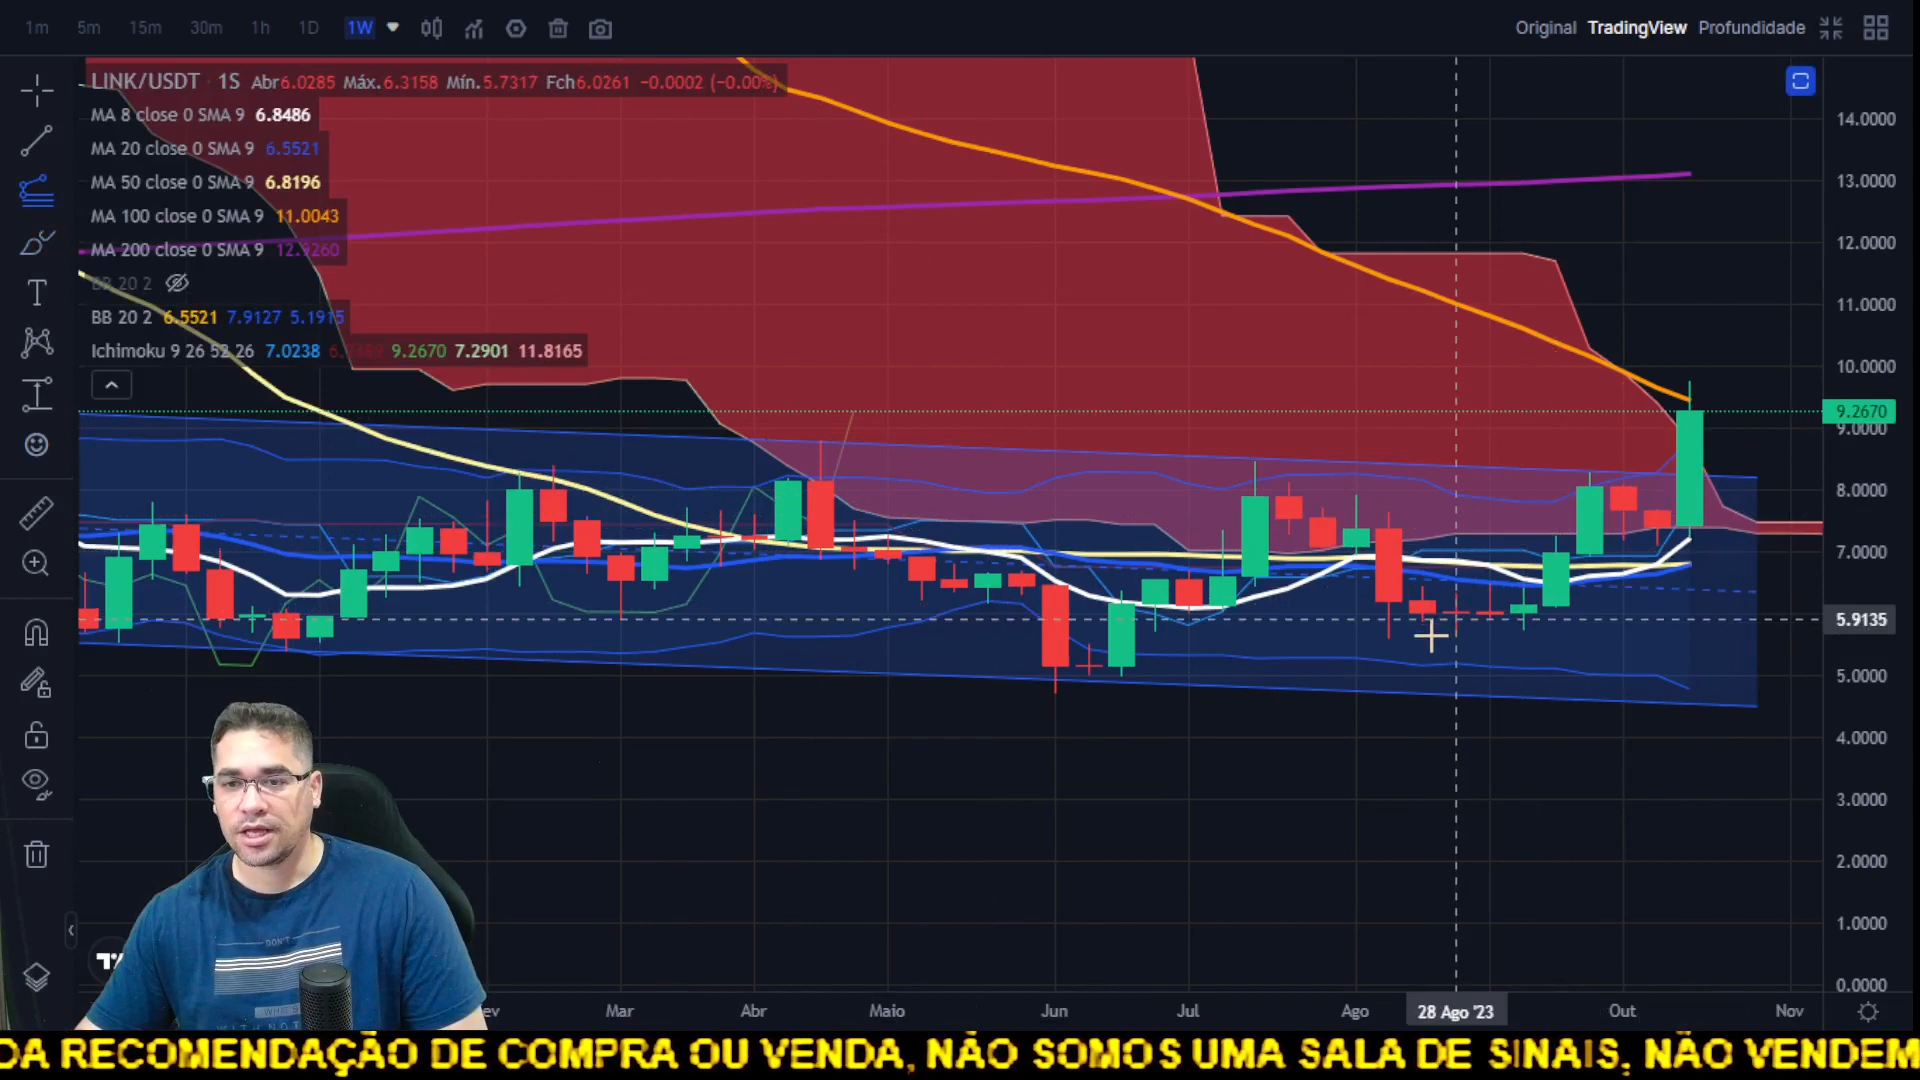 1m 5m 15m 30m 1h 1D 1W
Original TradingView Profundidade
LINK/USDT · 1S Abr6.0285 Máx.6.3158 Mín.5.7317 Fch6.0261 −0.0002 (−0.00%)
MA 8 close 0 SMA 9 6.8486
MA 20 close 0 SMA 9 6.5521
MA 50 close 0 SMA 9 6.8196
MA 100 close 0 SMA 9 11.0043
MA 200 close 0 SMA 9 12.9260
BB 20 2
BB 20 2 6.5521 7.9127 5.1915
Ichimoku 9 26 52 26 7.0238 9.2670 7.2901 11.8165
14.0000
13.0000
12.0000
11.0000
10.0000
9.2670
9.0000
8.0000
7.0000
5.9135
5.0000
4.0000
3.0000
2.0000
1.0000
0.0000
DON'T
WITH NOT
ev Mar Abr Maio Jun Jul Ago 28 Ago '23 Out Nov
DA RECOMENDAÇÃO DE COMPRA OU VENDA, NÃO SOMOS UMA SALA DE SINAIS, NÃO VENDEM